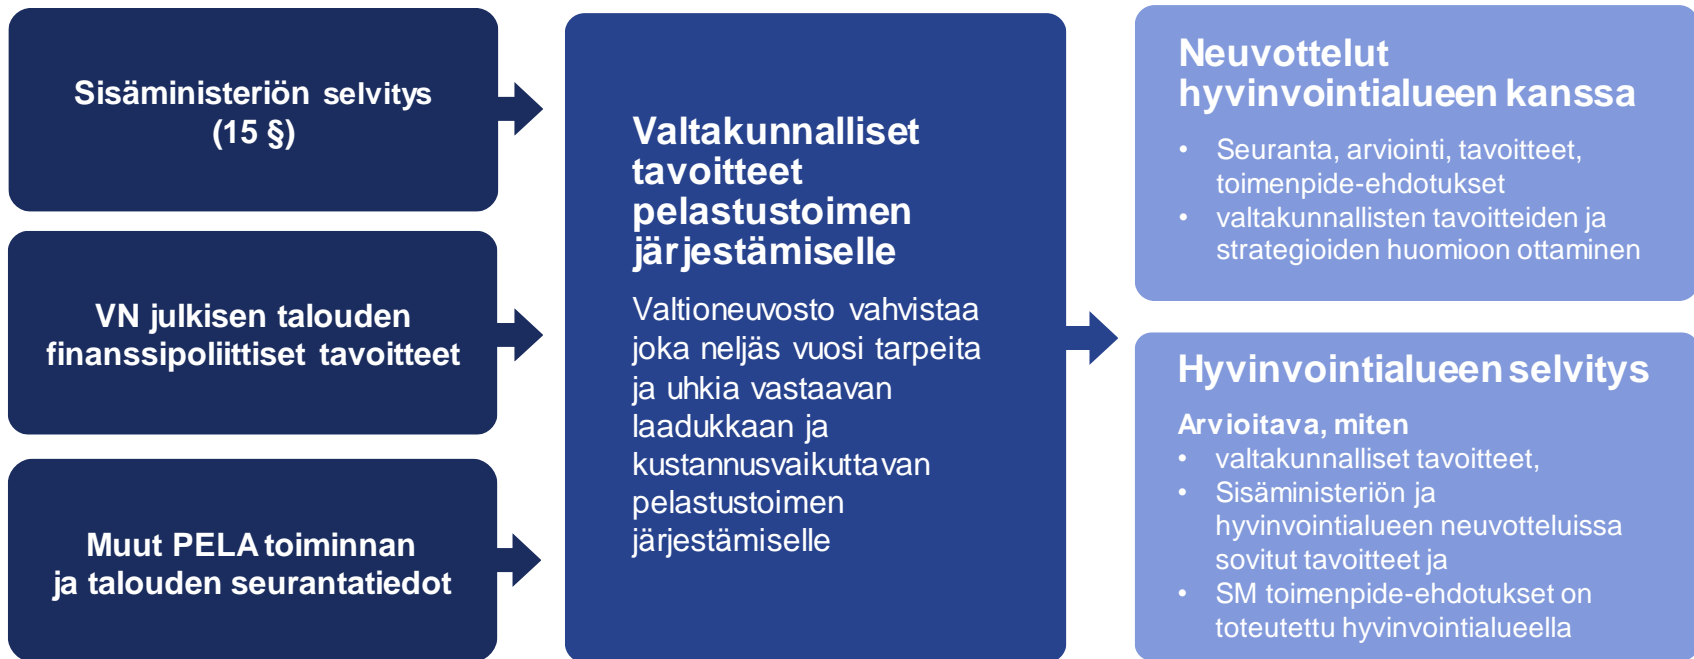 Sisäministeriön selvitys
(15 §)
VN julkisen talouden
finanssipoliittiset tavoitteet
Muut PELA toiminnan
ja talouden seurantatiedot
Valtakunnalliset
tavoitteet
pelastustoimen
järjestämiselle
Valtioneuvosto vahvistaa
joka neljäs vuosi tarpeita
ja uhkia vastaavan
laadukkaan ja
kustannusvaikuttavan
pelastustoimen
järjestämiselle
Neuvottelut
hyvinvointialueen kanssa
• Seuranta, arviointi, tavoitteet,
toimenpide-ehdotukset
• valtakunnallisten tavoitteiden ja
strategioiden huomioon ottaminen
Hyvinvointialueen selvitys
Arvioitava, miten
• valtakunnalliset tavoitteet,
• Sisäministeriön ja
hyvinvointialueen neuvotteluissa
sovitut tavoitteet ja
• SM toimenpide-ehdotukset on
toteutettu hyvinvointialueella